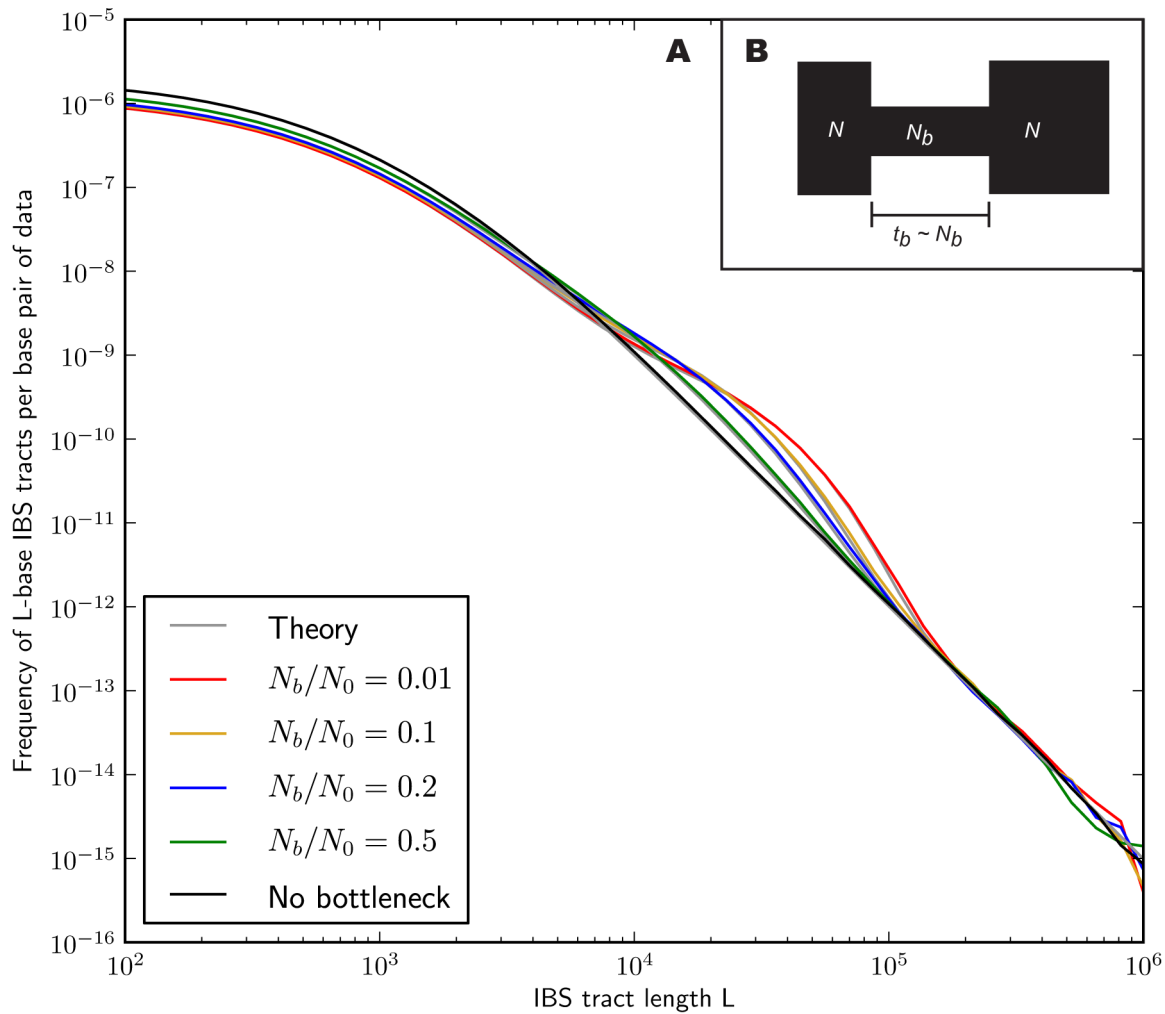 A
B
N
N_b
N
t_b ~ N_b
Frequency of L-base IBS tracts per base pair of data
10^−5
10^−6
10^−7
10^−8
10^−9
10^−10
10^−11
10^−12
10^−13
10^−14
10^−15
10^−16
Theory
N_b/N_0 = 0.01
N_b/N_0 = 0.1
N_b/N_0 = 0.2
N_b/N_0 = 0.5
No bottleneck
10^2
10^3
10^4
10^5
10^6
IBS tract length L